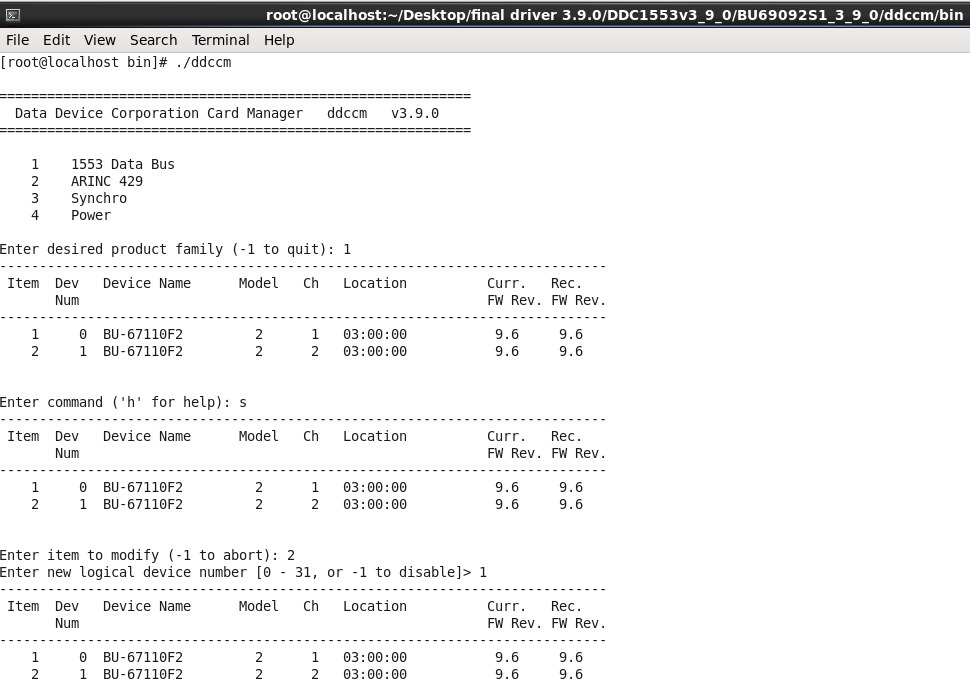 root@localhost:~/Desktop/final driver 3.9.0/DDC1553v3_9_0/BU69092S1_3_9_0/ddccm/bin
File Edit View Search Terminal Help
[root@localhost bin]# ./ddccm
===========================================================
  Data Device Corporation Card Manager   ddccm   v3.9.0
===========================================================
    1    1553 Data Bus
    2    ARINC 429
    3    Synchro
    4    Power
Enter desired product family (-1 to quit): 1
----------------------------------------------------------------------------
 Item  Dev   Device Name      Model   Ch   Location          Curr.   Rec.
       Num                                                   FW Rev. FW Rev.
----------------------------------------------------------------------------
    1     0  BU-67110F2         2      1   03:00:00           9.6     9.6
    2     1  BU-67110F2         2      2   03:00:00           9.6     9.6
Enter command ('h' for help): s
----------------------------------------------------------------------------
 Item  Dev   Device Name      Model   Ch   Location          Curr.   Rec.
       Num                                                   FW Rev. FW Rev.
----------------------------------------------------------------------------
    1     0  BU-67110F2         2      1   03:00:00           9.6     9.6
    2     1  BU-67110F2         2      2   03:00:00           9.6     9.6
Enter item to modify (-1 to abort): 2
Enter new logical device number [0 - 31, or -1 to disable]> 1
----------------------------------------------------------------------------
 Item  Dev   Device Name      Model   Ch   Location          Curr.   Rec.
       Num                                                   FW Rev. FW Rev.
----------------------------------------------------------------------------
    1     0  BU-67110F2         2      1   03:00:00           9.6     9.6
    2     1  BU-67110F2         2      2   03:00:00           9.6     9.6